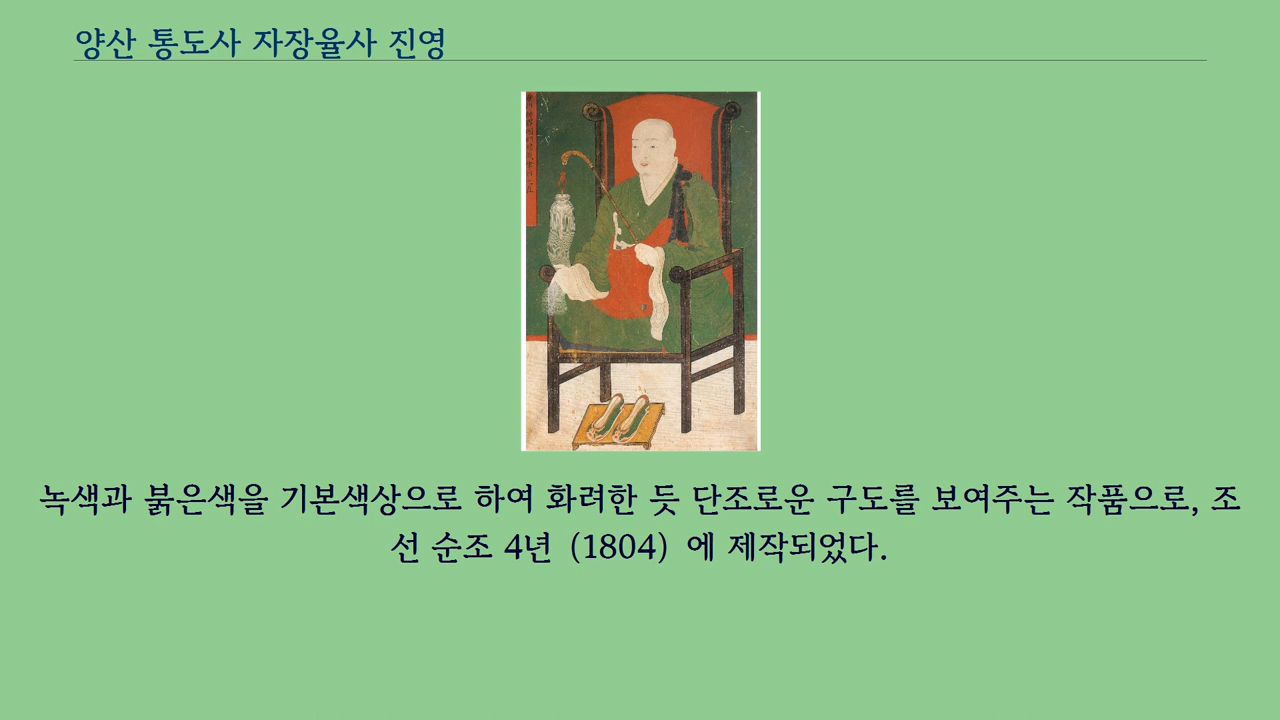 양산 통도사 자장율사 진영
녹색과 붉은색을 기본색상으로 하여 화려한 듯 단조로운 구도를 보여주는 작품으로, 조
선 순조 4년 (1804) 에 제작되었다.